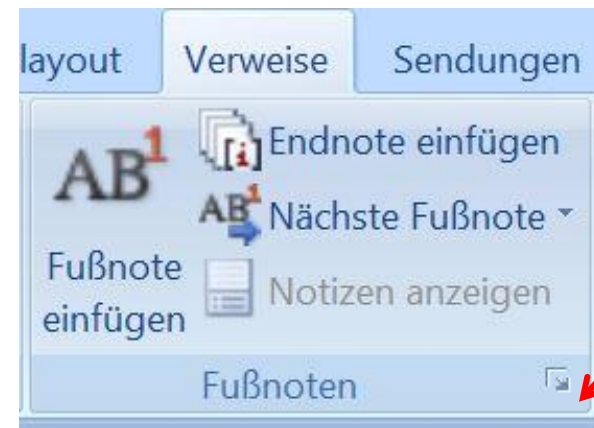 layout Verweise Sendungen
AB1
Fußnote
einfügen
Endnote einfügen
AB1 Nächste Fußnote
Notizen anzeigen
Fußnoten